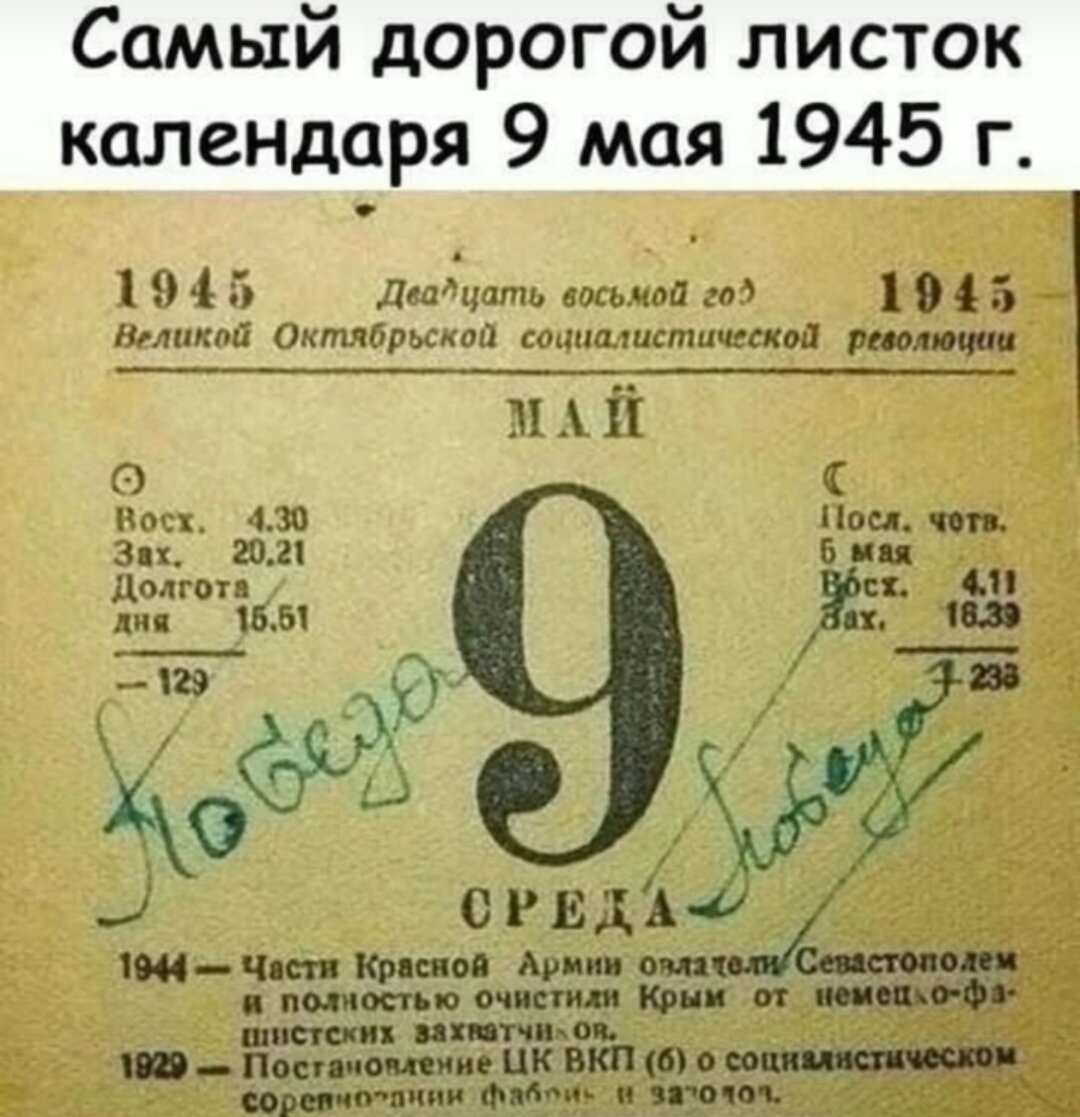 Самый дорогой листок
календаря 9 мая 1945 г.
1945 Двадцать восьмой год 1945
Великой Октябрьской социалистической революции
МАЙ
Восх. 4.30
Зах. 20.21
Долгота
дня 15.51
— 129
9
Посл. четв.
5 мая
Восх. 4.11
Зах. 16.39
+ 236
Победа
Победа
СРЕДА
1944 — Части Красной Армии овладели Севастополем
и полностью очистили Крым от немецко-фа-
шистских захватчиков.
1929 — Постановление ЦК ВКП (б) о социалистическом
соревновании фабрик и заводов.